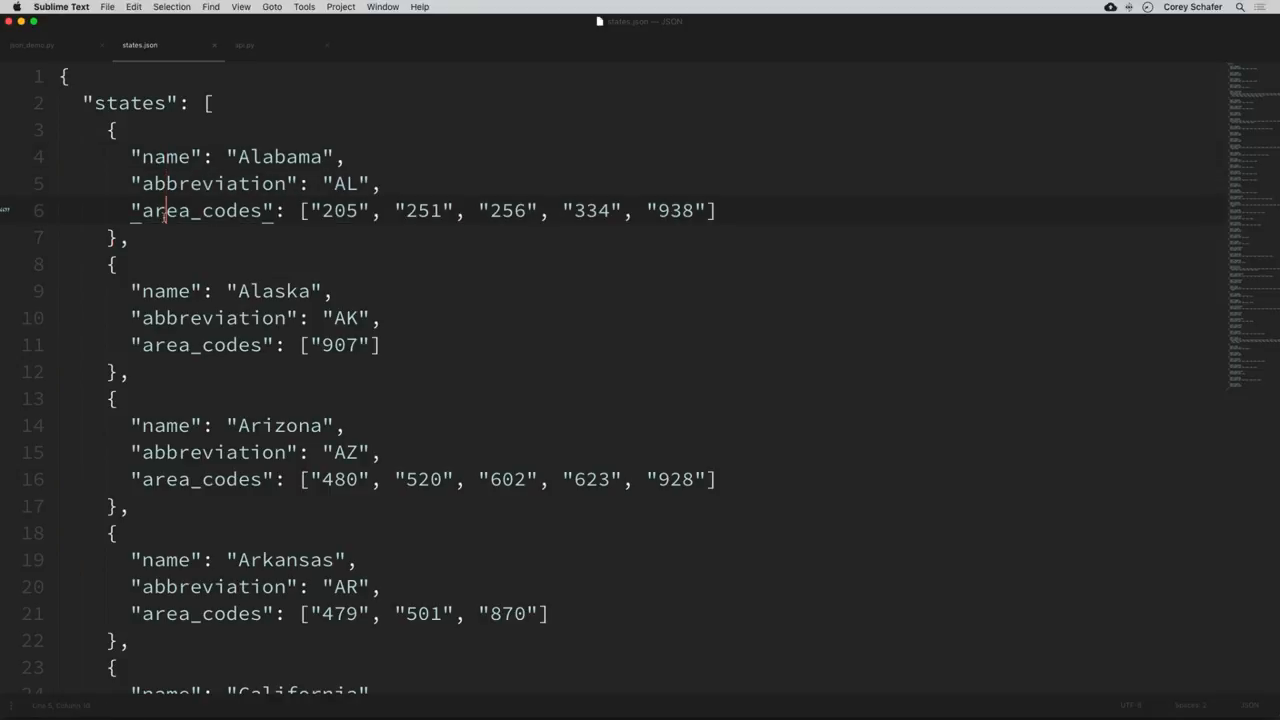 Sublime Text File Edit Selection Find View Goto Tools Project Window Help Corey Schafer
states.json — JSON
json_demo.py states.json api.py
1 {
2 "states": [
3 {
4 "name": "Alabama",
5 "abbreviation": "AL",
6 "area_codes": ["205", "251", "256", "334", "938"]
7 },
8 {
9 "name": "Alaska",
10 "abbreviation": "AK",
11 "area_codes": ["907"]
12 },
13 {
14 "name": "Arizona",
15 "abbreviation": "AZ",
16 "area_codes": ["480", "520", "602", "623", "928"]
17 },
18 {
19 "name": "Arkansas",
20 "abbreviation": "AR",
21 "area_codes": ["479", "501", "870"]
22 },
23 {
24 "name": "California",
UTF-8 Spaces: 2 JSON